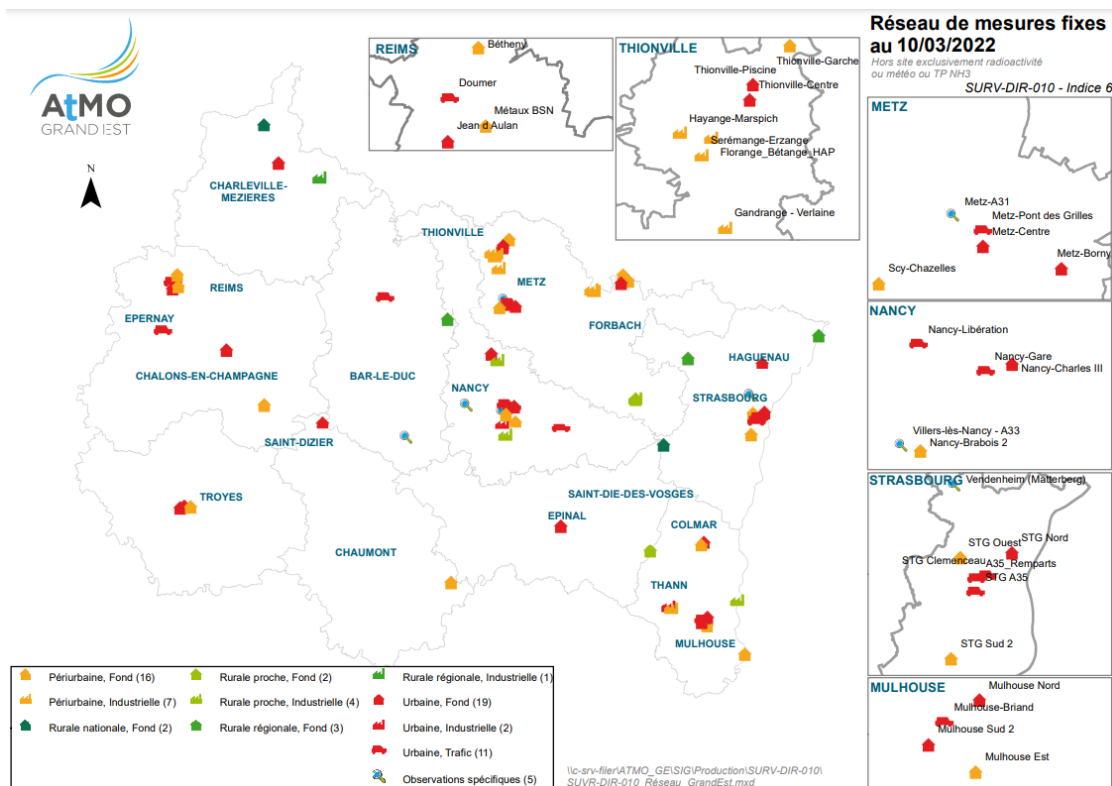 AtMO
GRAND EST
N
Réseau de mesures fixes
au 10/03/2022
Hors site exclusivement radioactivité
ou météo ou TP NH3
SURV-DIR-010 - Indice 6
REIMS
Bétheny
Doumer
Métaux BSN
Jean d Aulan
THIONVILLE
Thionville-Garche
Thionville-Piscine
Thionville-Centre
Hayange-Marspich
Serémange-Erzange
Florange_Bétange_HAP
Gandrange - Verlaine
METZ
Metz-A31
Metz-Pont des Grilles
Metz-Centre
Metz-Borny
Scy-Chazelles
NANCY
Nancy-Libération
Nancy-Gare
Nancy-Charles III
Villers-lès-Nancy - A33
Nancy-Brabois 2
STRASBOURG
Vendenheim (Matterberg)
STG Nord
STG Ouest
STG Clemenceau
A35_Remparts
STG A35
STG Sud 2
MULHOUSE
Mulhouse Nord
Mulhouse-Briand
Mulhouse Sud 2
Mulhouse Est
CHARLEVILLE-
MEZIERES
THIONVILLE
REIMS
METZ
EPERNAY
FORBACH
HAGUENAU
CHALONS-EN-CHAMPAGNE
BAR-LE-DUC
NANCY
STRASBOURG
SAINT-DIZIER
TROYES
SAINT-DIE-DES-VOSGES
EPINAL
COLMAR
CHAUMONT
THANN
MULHOUSE
Périurbaine, Fond (16)
Périurbaine, Industrielle (7)
Rurale nationale, Fond (2)
Rurale proche, Fond (2)
Rurale proche, Industrielle (4)
Rurale régionale, Fond (3)
Rurale régionale, Industrielle (1)
Urbaine, Fond (19)
Urbaine, Industrielle (2)
Urbaine, Trafic (11)
Observations spécifiques (5)
\\c-srv-filer\ATMO_GE\SIG\Production\SURV-DIR-010\
SUVR-DIR-010_Réseau_GrandEst.mxd